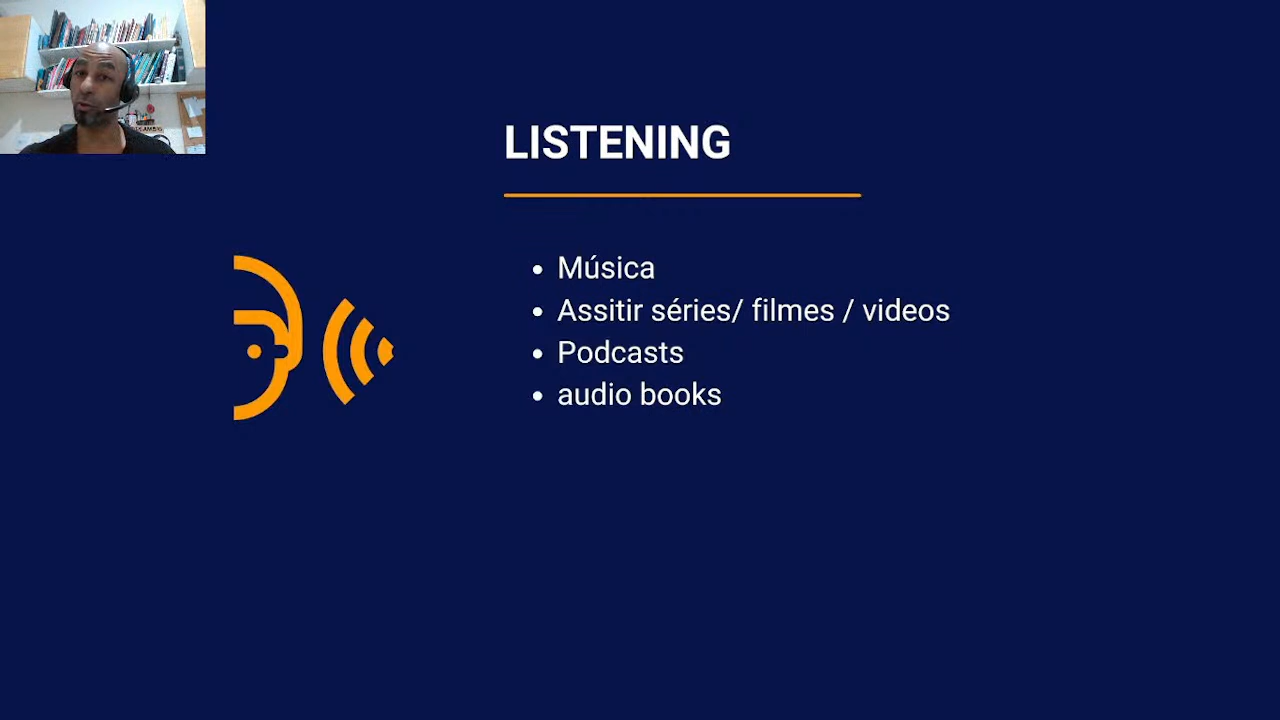 LISTENING
Música
Assitir séries/ filmes / videos
Podcasts
audio books